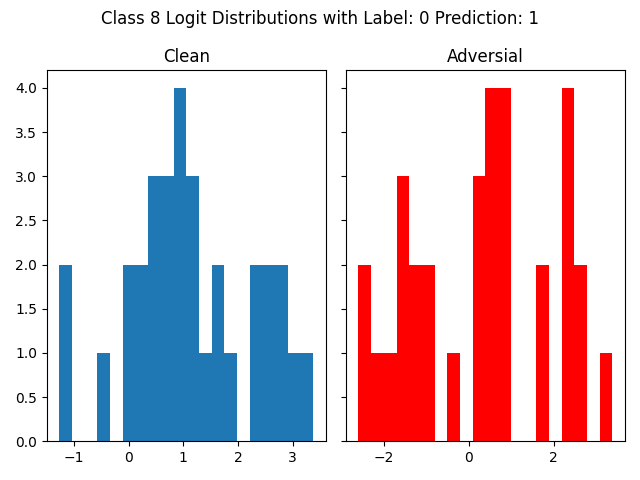 Class 8 Logit Distributions with Label: 0 Prediction: 1
Clean
Adversial
4.0
3.5
3.0
2.5
2.0
1.5
1.0
0.5
0.0
−1 0 1 2 3
−2 0 2